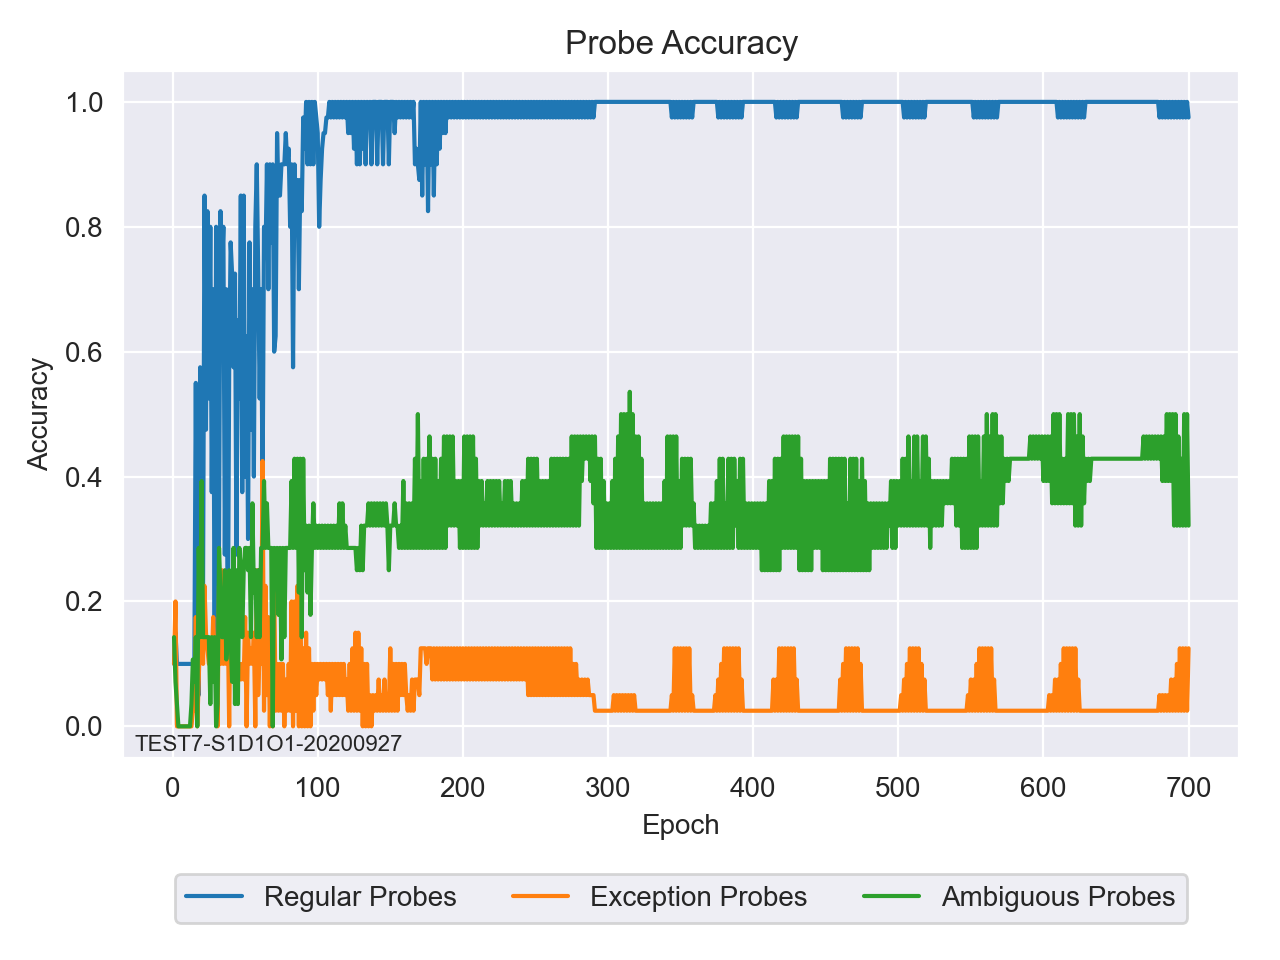 Probe Accuracy
1.0
0.8
0.6
0.4
0.2
0.0
Accuracy
TEST7-S1D1O1-20200927
0 100 200 300 400 500 600 700
Epoch
Regular Probes Exception Probes Ambiguous Probes